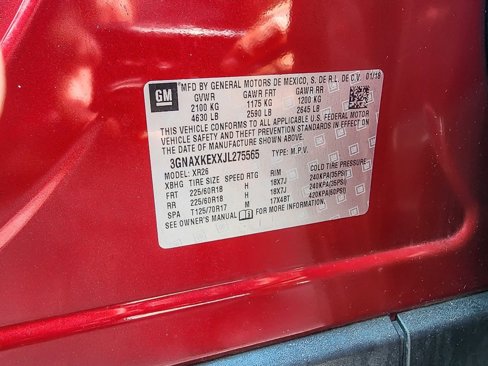 GM
MFD BY GENERAL MOTORS DE MEXICO, S. DE R.L. DE C.V. 01/18
GVWR GAWR FRT GAWR RR
2100 KG 1175 KG 1200 KG
4630 LB 2590 LB 2645 LB
THIS VEHICLE CONFORMS TO ALL APPLICABLE U.S. FEDERAL MOTOR
VEHICLE SAFETY AND THEFT PREVENTION STANDARDS IN EFFECT ON
THE DATE OF MANUFACTURE SHOWN ABOVE.
3GNAXKEXXJL275565 TYPE: M.P.V.
MODEL: XR26
XBHG TIRE SIZE SPEED RTG RIM COLD TIRE PRESSURE
FRT 225/60R18 H 18X7J 240KPA(35PSI)
RR 225/60R18 H 18X7J 240KPA(35PSI)
SPA T125/70R17 M 17X4BT 420KPA(60PSI)
SEE OWNER'S MANUAL FOR MORE INFORMATION.